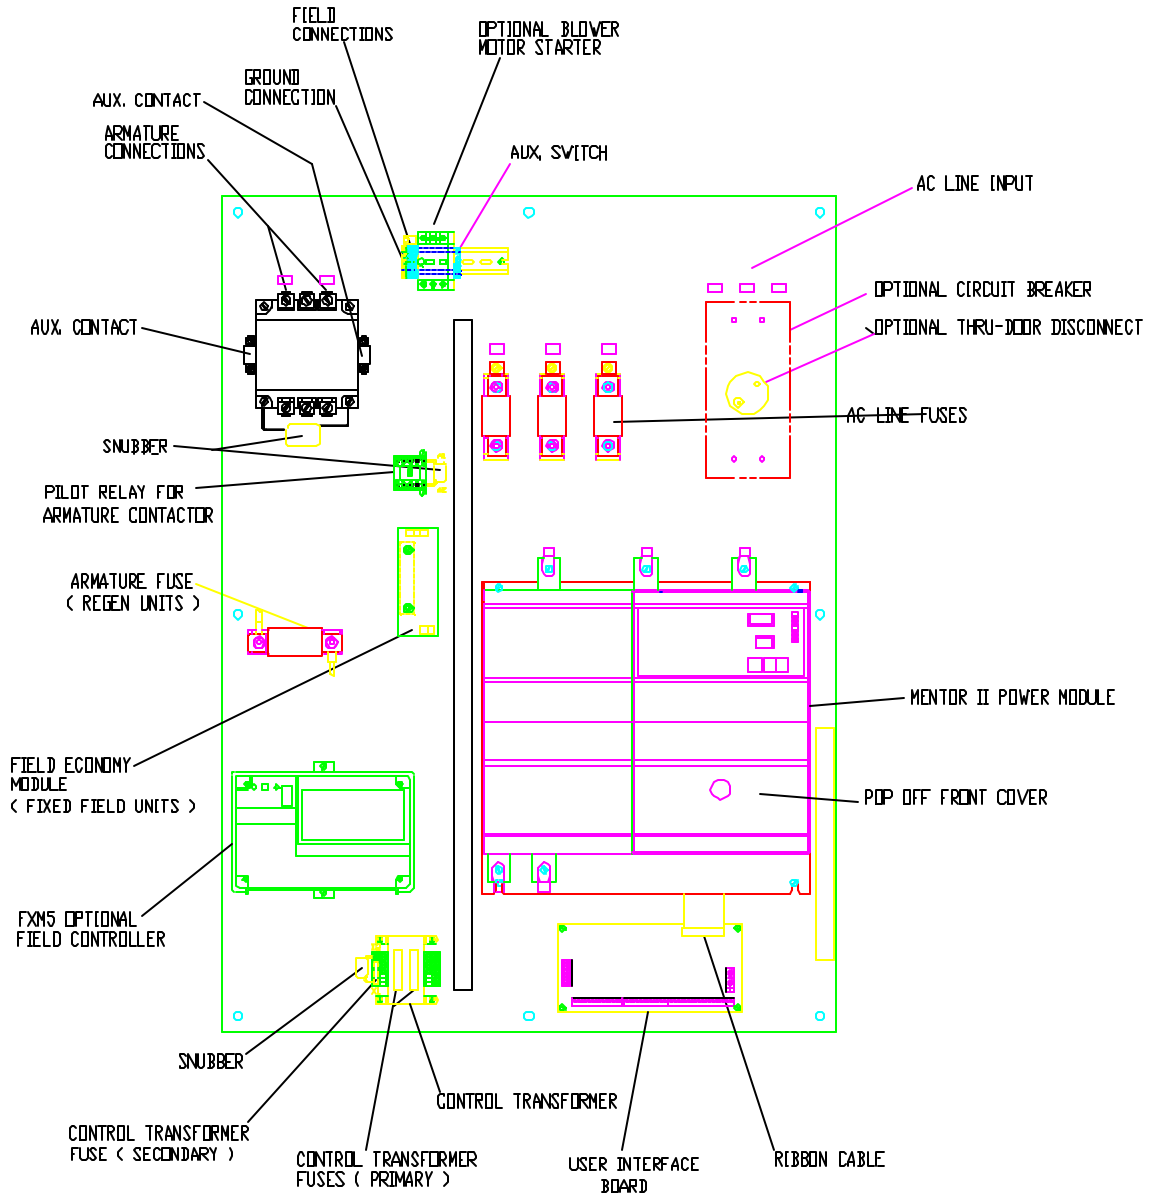 FIELD
CONNECTIONS
OPTIONAL BLOWER
MOTOR STARTER
GROUND
CONNECTION
AUX. CONTACT
ARMATURE
CONNECTIONS
AUX. SWITCH
AC LINE INPUT
OPTIONAL CIRCUIT BREAKER
OPTIONAL THRU-DOOR DISCONNECT
AUX. CONTACT
AC LINE FUSES
SNUBBER
PILOT RELAY FOR
ARMATURE CONTACTOR
ARMATURE FUSE
( REGEN UNITS )
MENTOR II POWER MODULE
FIELD ECONOMY
MODULE
( FIXED FIELD UNITS )
POP OFF FRONT COVER
FXM5 OPTIONAL
FIELD CONTROLLER
SNUBBER
CONTROL TRANSFORMER
CONTROL TRANSFORMER
FUSE ( SECONDARY )
CONTROL TRANSFORMER
FUSES ( PRIMARY )
USER INTERFACE
BOARD
RIBBON CABLE